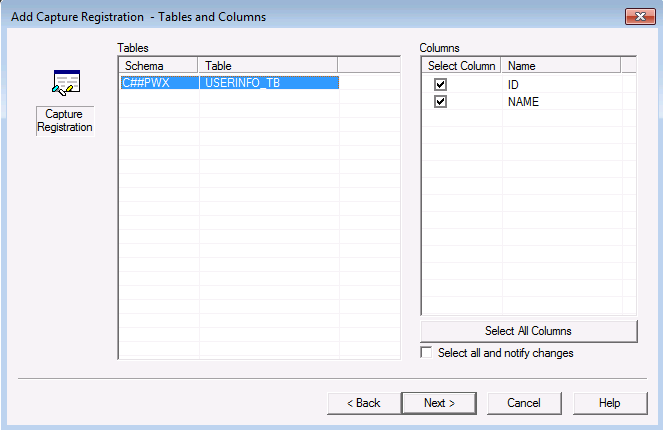 Add Capture Registration - Tables and Columns
Capture
Registration
Tables
Schema Table
C##PWX USERINFO_TB
Columns
Select Column Name
ID
NAME
Select All Columns
Select all and notify changes
< Back Next > Cancel Help